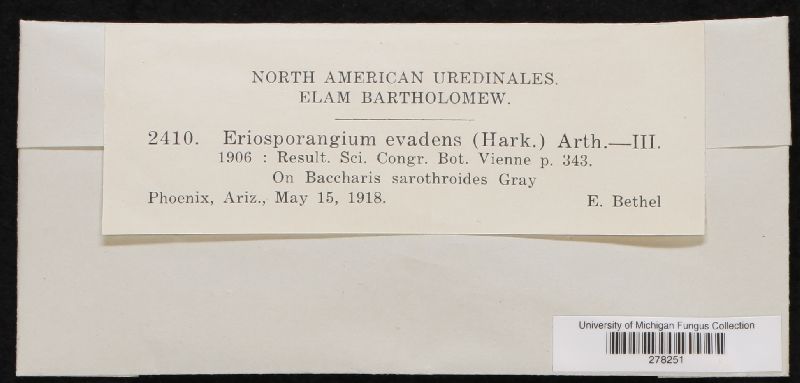 NORTH AMERICAN UREDINALES.
ELAM BARTHOLOMEW.
2410. Eriosporangium evadens (Hark.) Arth.—III.
1906 : Result. Sci. Congr. Bot. Vienne p. 343.
On Baccharis sarothroides Gray
Phoenix, Ariz., May 15, 1918. E. Bethel
University of Michigan Fungus Collection
278251